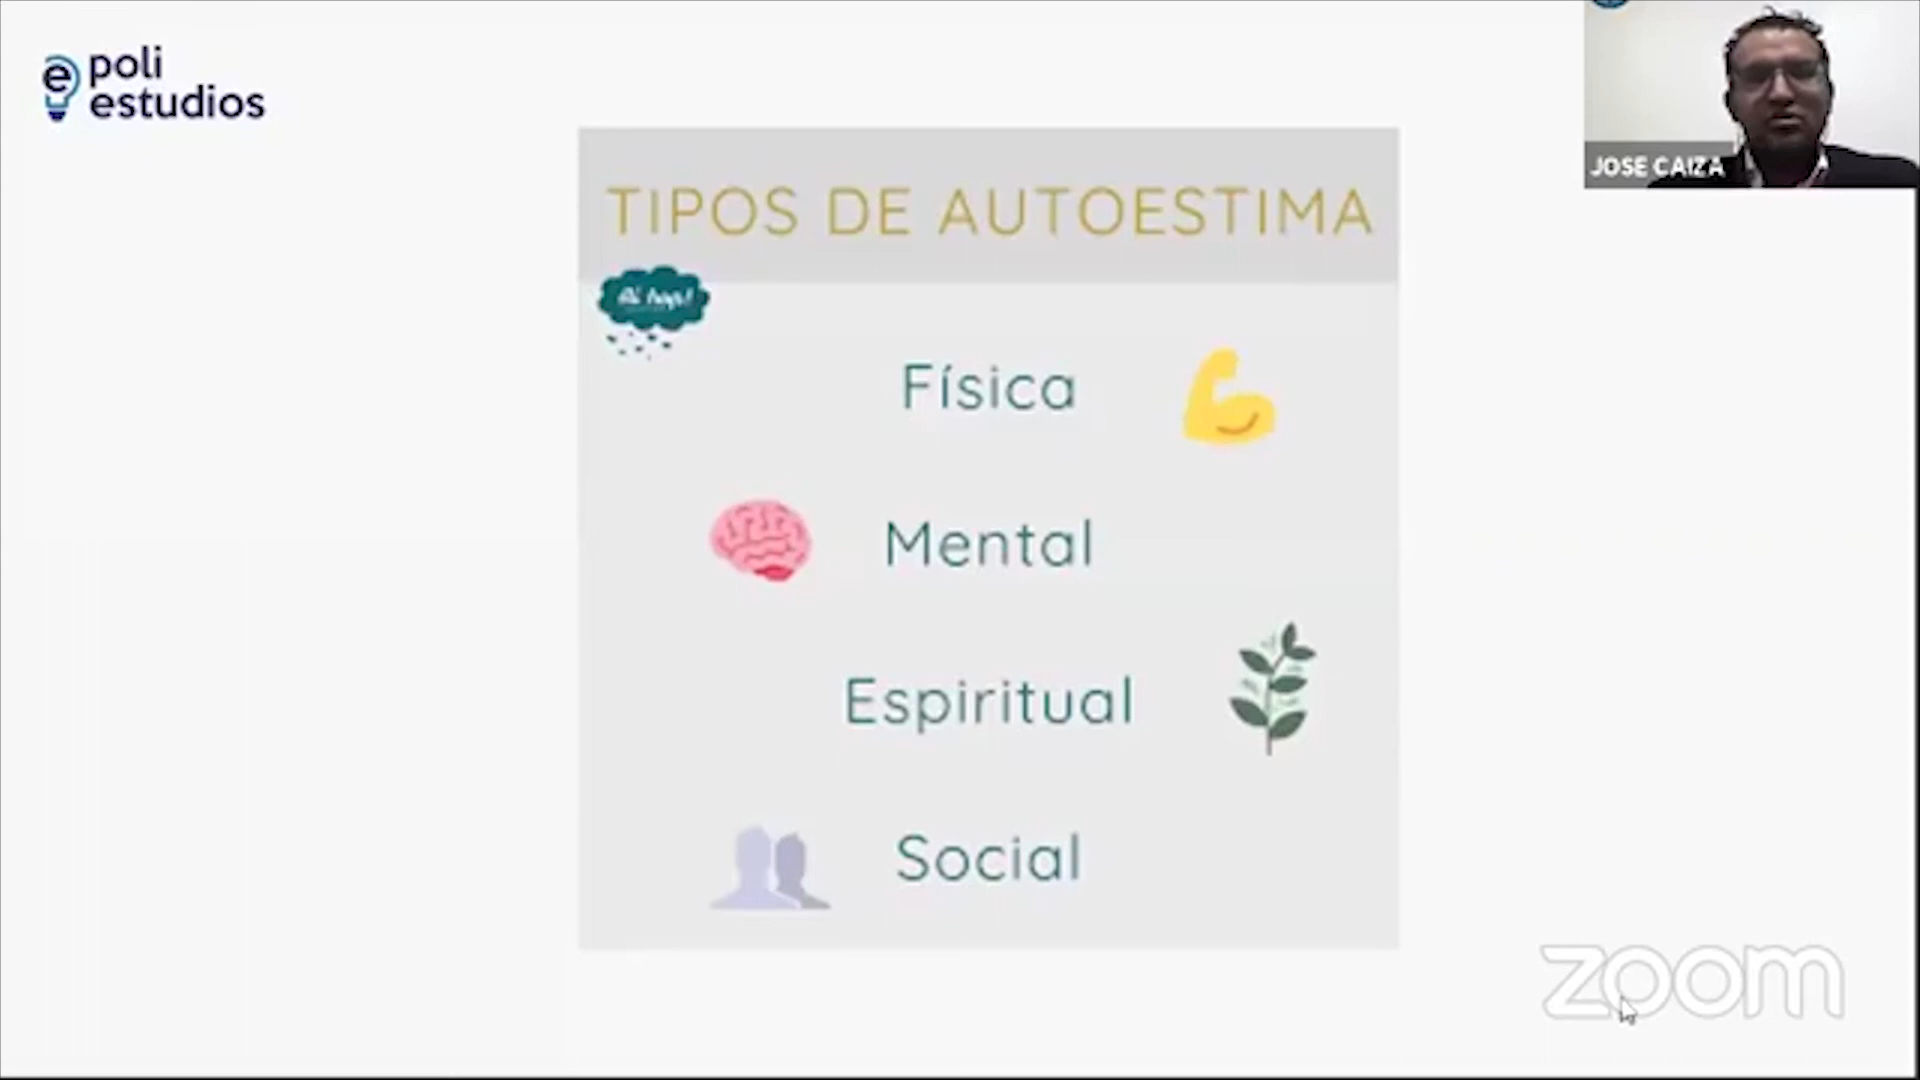 poli
estudios
JOSE CAIZA
TIPOS DE AUTOESTIMA
Física
Mental
Espiritual
Social
zoom